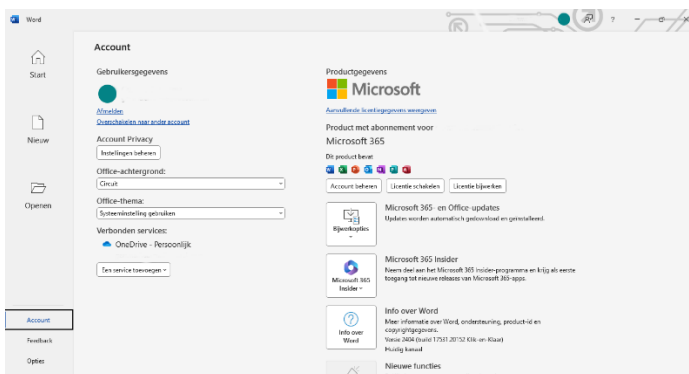 Word
Start
Nieuw
Openen
Account
Feedback
Opties
Account
Gebruikersgegevens
Afmelden
Overschakelen naar ander account
Account Privacy
Instellingen beheren
Office-achtergrond:
Circuit
Office-thema:
Systeeminstelling gebruiken
Verbonden services:
OneDrive - Persoonlijk
Een service toevoegen
Productgegevens
Microsoft
Aanvullende licentiegegevens weergeven
Product met abonnement voor
Microsoft 365
Dit product bevat
Account beheren
Licentie schakelen
Licentie bijwerken
Bijwerkopties
Microsoft 365- en Office-updates
Updates worden automatisch gedownload en geïnstalleerd.
Microsoft 365
Insider
Microsoft 365 Insider
Neem deel aan het Microsoft 365 Insider-programma en krijg als eerste
toegang tot nieuwe releases van Microsoft 365-apps.
Info over
Word
Info over Word
Meer informatie over Word, ondersteuning, product-id en
copyrightgegevens.
Versie 2404 (build 17531.20152 Klik-en-Klaar)
Huidig kanaal
Nieuwe functies